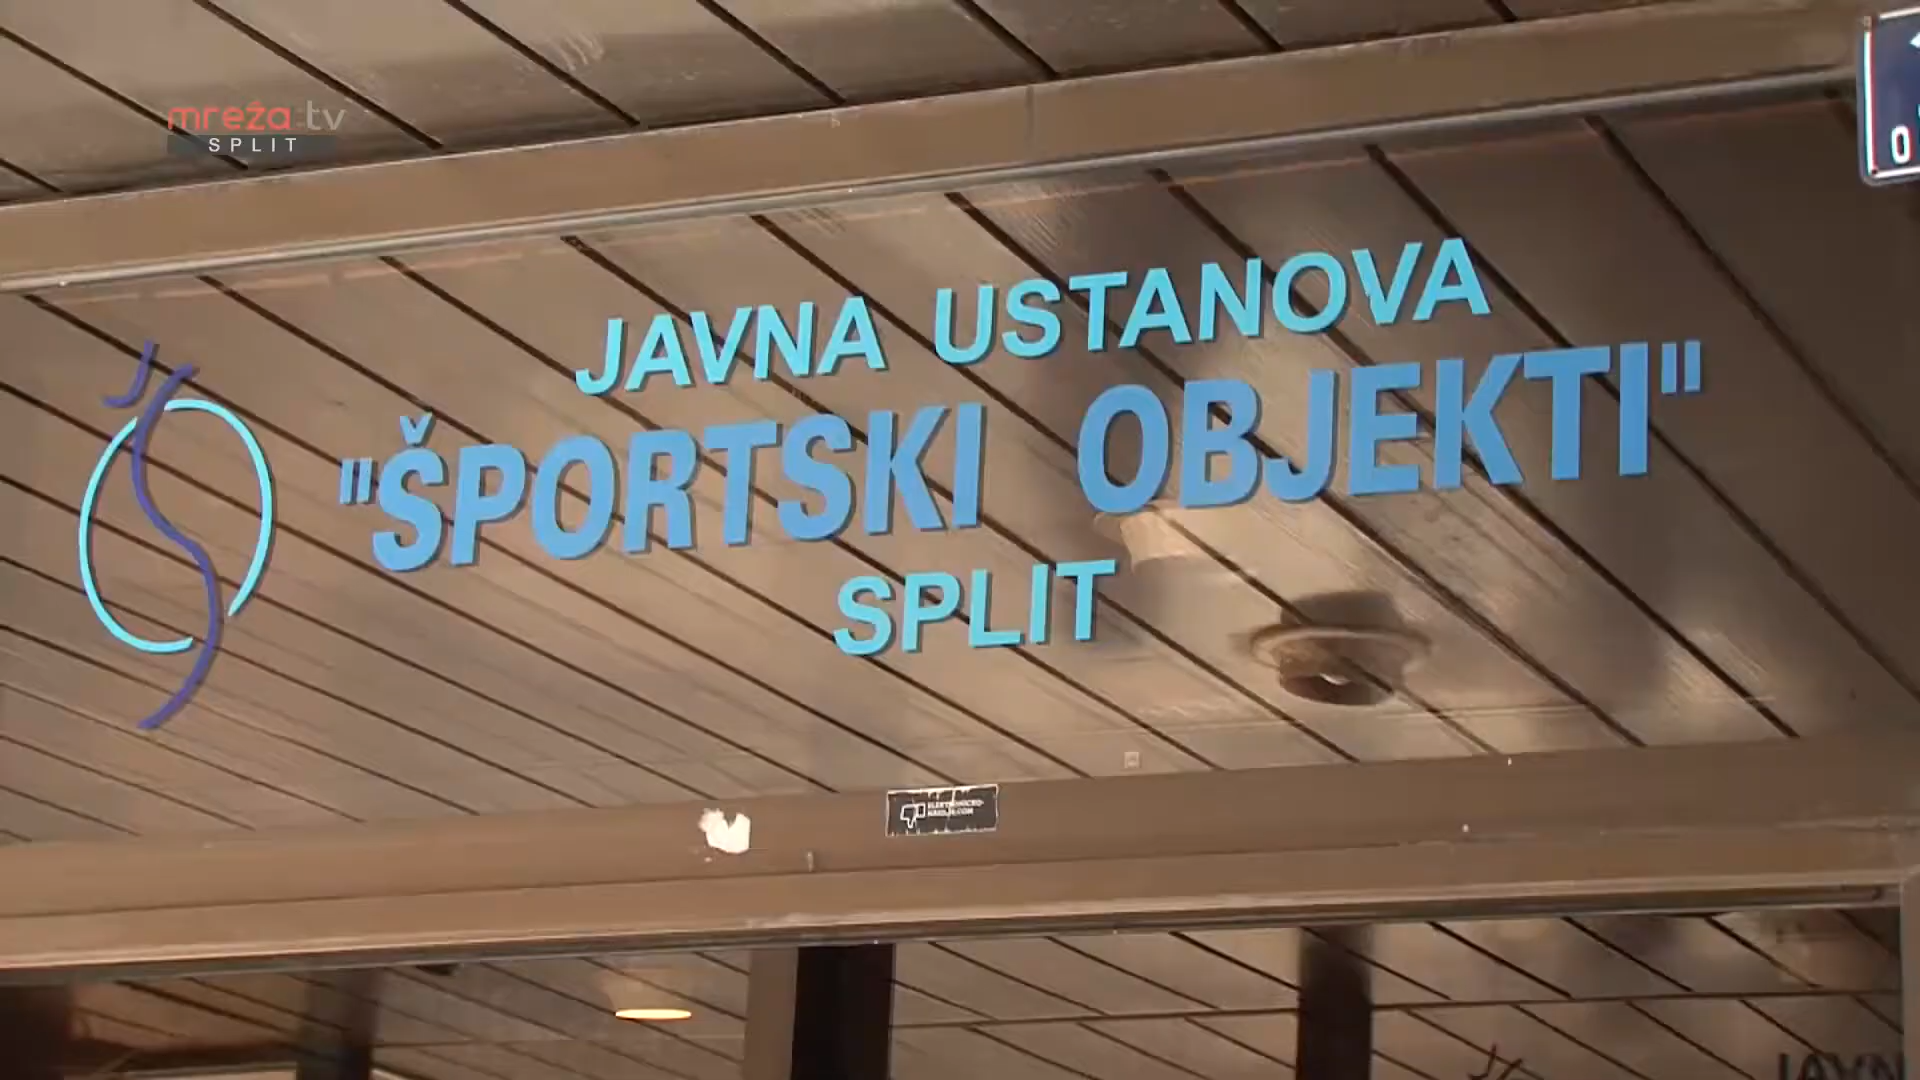 mreža tv
SPLIT
JAVNA USTANOVA
"ŠPORTSKI OBJEKTI"
SPLIT